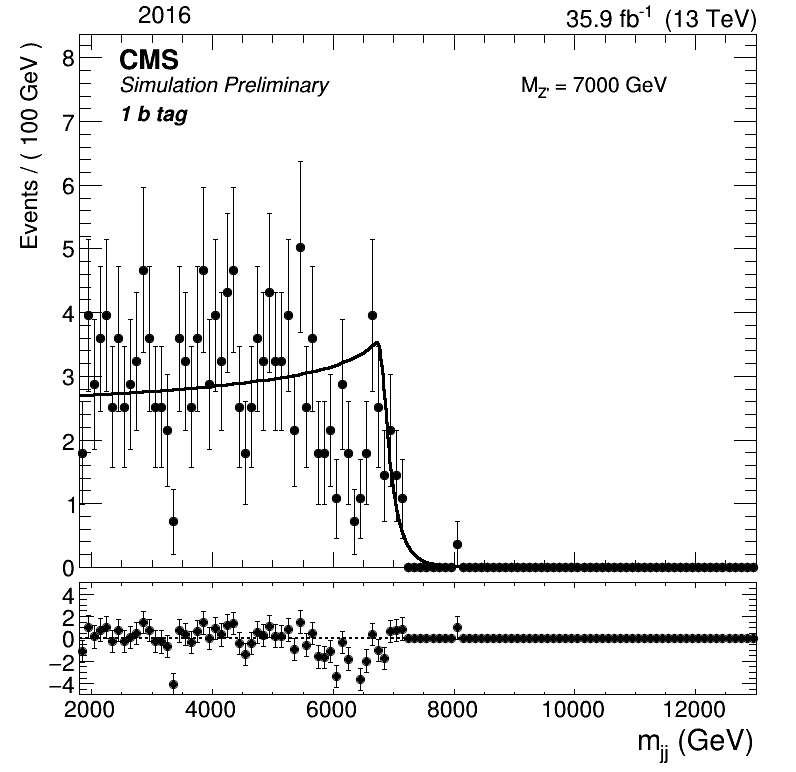 2016
35.9 fb-1 (13 TeV)
CMS
Simulation Preliminary
MZ' = 7000 GeV
1 b tag
Events / ( 100 GeV )
8
7
6
5
4
3
2
1
0
4
2
0
−2
−4
2000 4000 6000 8000 10000 12000
mjj (GeV)